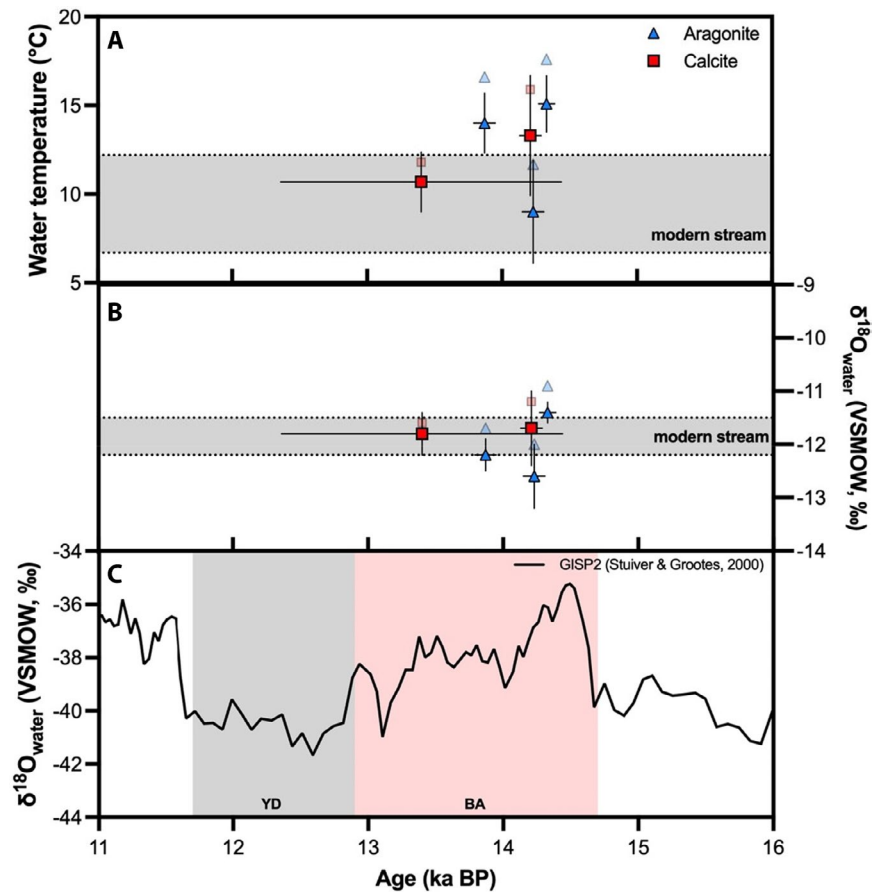 A
Aragonite
Calcite
Water temperature (°C)
20
15
10
5
modern stream
B
-9
-10
-11
-12
-13
-14
δ18Owater (VSMOW, ‰)
modern stream
C
GISP2 (Stuiver & Grootes, 2000)
δ18Owater (VSMOW, ‰)
-34
-36
-38
-40
-42
-44
YD
BA
11
12
13
14
15
16
Age (ka BP)